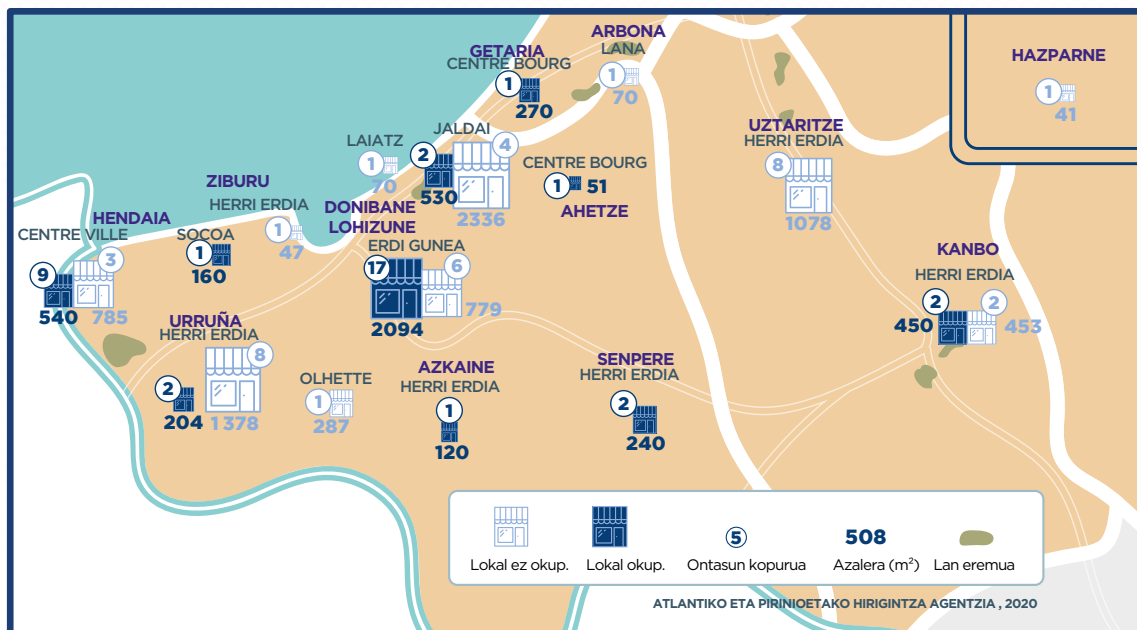 ARBONA
LANA
1
70
GETARIA
CENTRE BOURG
1
270
HAZPARNE
1
41
UZTARITZE
HERRI ERDIA
8
1078
LAIATZ
1
70
JALDAI
2
530
4
2336
CENTRE BOURG
1
51
AHETZE
ZIBURU
HERRI ERDIA
1
47
SOCOA
1
160
HENDAIA
CENTRE VILLE
9
540
3
785
DONIBANE
LOHIZUNE
ERDI GUNEA
17
2094
6
779
KANBO
HERRI ERDIA
2
450
2
453
URRUÑA
HERRI ERDIA
2
204
8
1 378
OLHETTE
1
287
AZKAINE
HERRI ERDIA
1
120
SENPERE
HERRI ERDIA
2
240
Lokal ez okup.
Lokal okup.
5
Ontasun kopurua
508
Azalera (m²)
Lan eremua
ATLANTIKO ETA PIRINIOETAKO HIRIGINTZA AGENTZIA , 2020